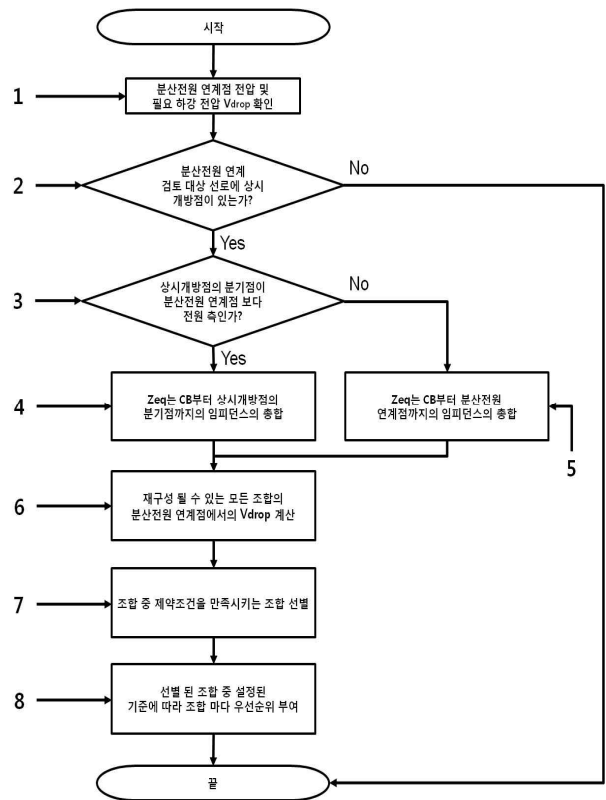 시작
1
분산전원 연계점 전압 및
필요 하강 전압 Vdrop 확인
2
분산전원 연계
검토 대상 선로에 상시
개방점이 있는가?
No
Yes
3
상시개방점의 분기점이
분산전원 연계점 보다
전원 측인가?
No
Yes
4
Zeq는 CB부터 상시개방점의
분기점까지의 임피던스의 총합
Zeq는 CB부터 분산전원
연계점까지의 임피던스의 총합
5
6
재구성 될 수 있는 모든 조합의
분산전원 연계점에서의 Vdrop 계산
7
조합 중 제약조건을 만족시키는 조합 선별
8
선별 된 조합 중 설정된
기준에 따라 조합 마다 우선순위 부여
끝